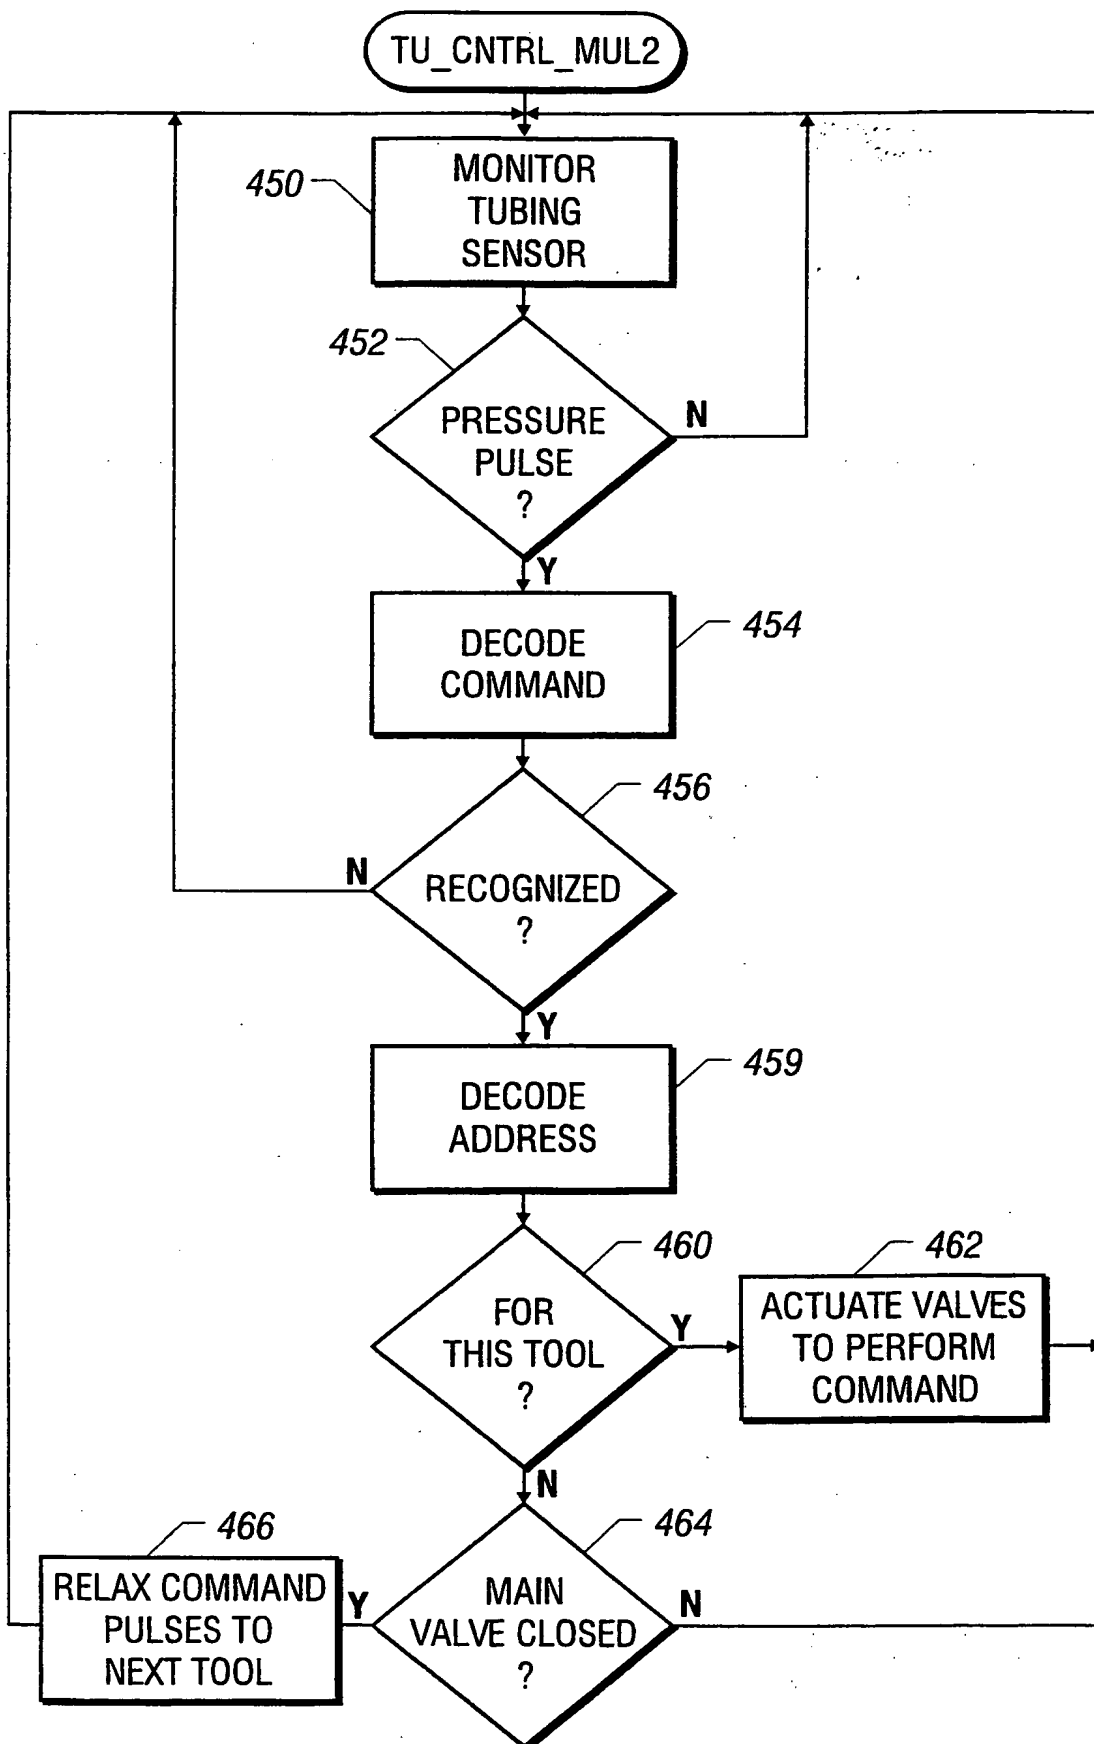 TU_CNTRL_MUL2
450
MONITOR
TUBING
SENSOR
452
PRESSURE
PULSE
?
N
Y
454
DECODE
COMMAND
456
N
RECOGNIZED
?
Y
459
DECODE
ADDRESS
460
FOR
THIS TOOL
?
Y
462
ACTUATE VALVES
TO PERFORM
COMMAND
N
464
MAIN
VALVE CLOSED
?
N
Y
466
RELAX COMMAND
PULSES TO
NEXT TOOL